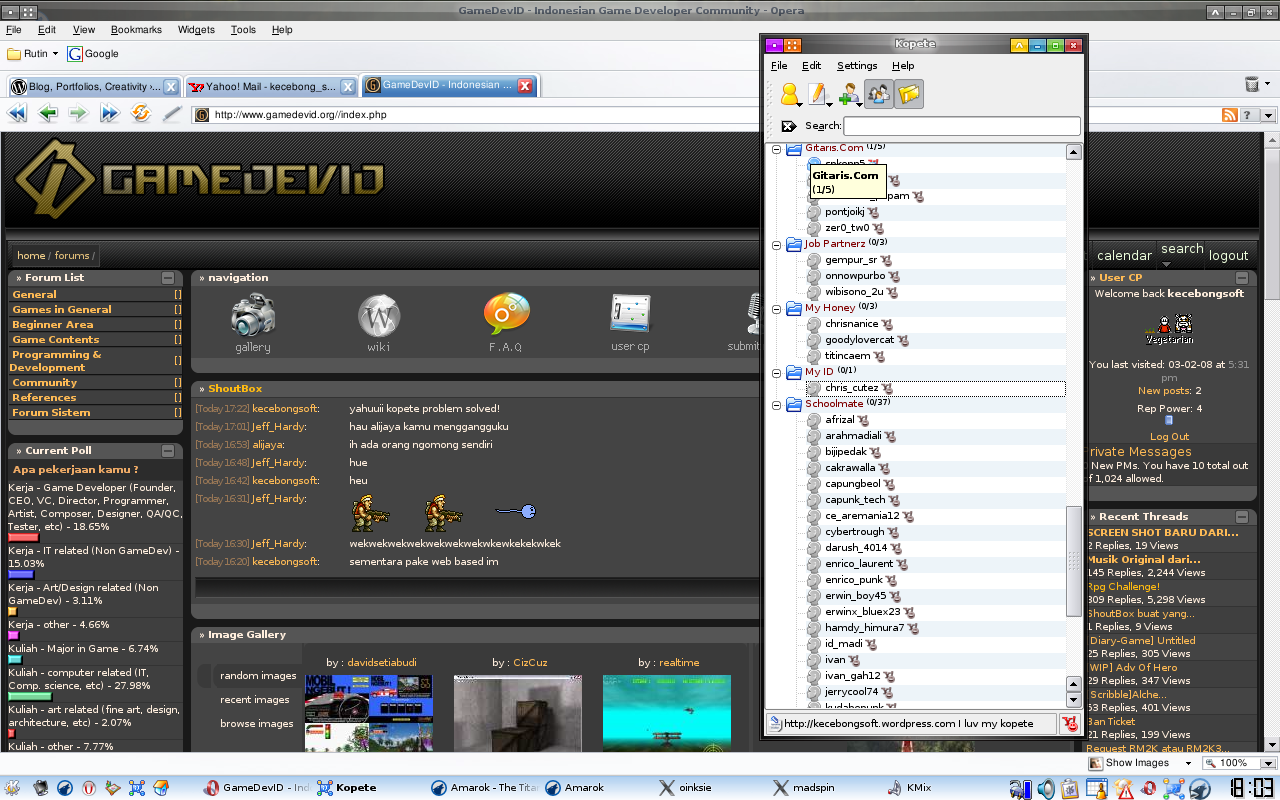 GameDevID - Indonesian Game Developer Community - Opera
File Edit View Bookmarks Widgets Tools Help
Rutin Google
Blog, Portfolios, Creativity ›...
Yahoo! Mail - kecebong_s...
GameDevID - Indonesian ...
http://www.gamedevid.org//index.php
GAMEDEVID
home / forums /
calendar search logout
» Forum List
General []
Games in General []
Beginner Area []
Game Contents []
Programming & Development []
Community []
References []
Forum Sistem []
» Current Poll
Apa pekerjaan kamu ?
Kerja - Game Developer (Founder,
CEO, VC, Director, Programmer,
Artist, Composer, Designer, QA/QC,
Tester, etc) - 18.65%
Kerja - IT related (Non GameDev) -
15.03%
Kerja - Art/Design related (Non
GameDev) - 3.11%
Kerja - other - 4.66%
Kuliah - Major in Game - 6.74%
Kuliah - computer related (IT,
Comp. science, etc) - 27.98%
Kuliah - art related (fine art, design,
architecture, etc) - 2.07%
Kuliah - other - 7.77%
» navigation
gallery
wiki
F.A.Q
user cp
submit
» ShoutBox
[Today 17:22] kecebongsoft: yahuuii kopete problem solved!
[Today 17:01] Jeff_Hardy: hau alijaya kamu menggangguku
[Today 16:53] alijaya: ih ada orang ngomong sendiri
[Today 16:48] Jeff_Hardy: hue
[Today 16:42] kecebongsoft: heu
[Today 16:31] Jeff_Hardy:
[Today 16:30] Jeff_Hardy: wekwekwekwekwekwekwekwekewkekekwkek
[Today 16:20] kecebongsoft: sementara pake web based im
» Image Gallery
random images
recent images
browse images
by : davidsetiabudi
by : CizCuz
by : realtime
Kopete
File Edit Settings Help
Search:
Gitaris.Com (1/5)
Gitaris.Com
(1/5)
pontjoikj
zer0_tw0
Job Partnerz (0/3)
gempur_sr
onnowpurbo
wibisono_2u
My Honey (0/3)
chrisnanice
goodylovercat
titincaem
My ID (0/1)
chris_cutez
Schoolmate (0/37)
afrizal
arahmadiali
bijipedak
cakrawalla
capungbeol
capunk_tech
ce_aremania12
cybertrough
darush_4014
enrico_laurent
enrico_punk
erwin_boy45
erwinx_bluex23
hamdy_himura7
id_madi
ivan
ivan_gah12
jerrycool74
http://kecebongsoft.wordpress.com I luv my kopete
» User CP
Welcome back kecebongsoft
Vegetarian
You last visited: 03-02-08 at 5:31
pm
New posts: 2
Rep Power: 4
Log Out
Private Messages
New PMs. You have 10 total out
of 1,024 allowed.
» Recent Threads
SCREEN SHOT BARU DARI...
2 Replies, 19 Views
Musik Original dari...
145 Replies, 2,244 Views
Rpg Challenge!
309 Replies, 5,298 Views
ShoutBox buat yang...
1 Replies, 9 Views
[Diary-Game] Untitled
25 Replies, 305 Views
[WIP] Adv Of Hero
29 Replies, 347 Views
[Scribble]Alche...
53 Replies, 401 Views
Ban Ticket
21 Replies, 199 Views
Request RM2K atau RM2K3...
Show Images 100%
GameDevID - Ind
Kopete
Amarok - The Tita
Amarok
oinksie
madspin
KMix
18:03